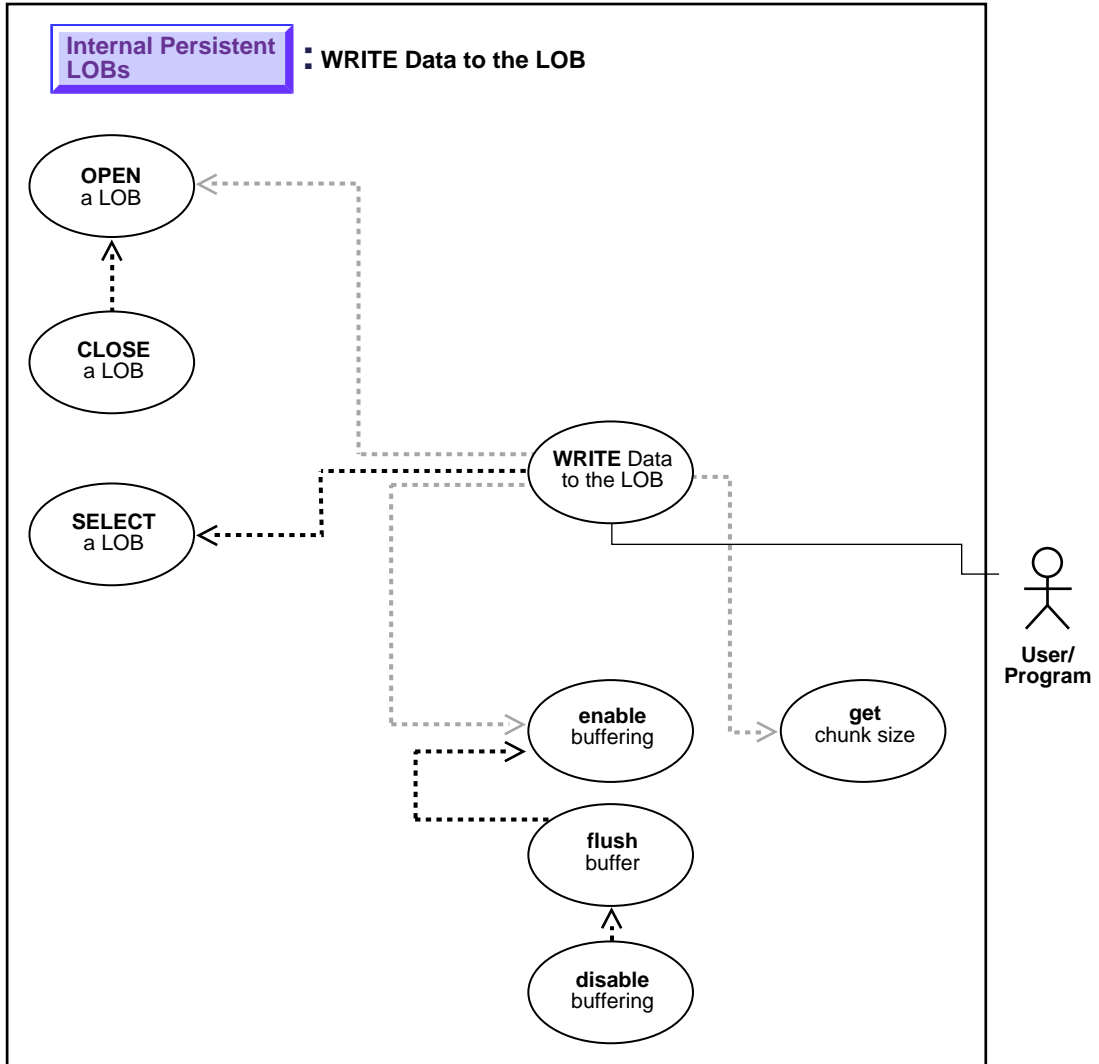 Internal Persistent
LOBs
: WRITE Data to the LOB
OPEN
a LOB
CLOSE
a LOB
WRITE Data
to the LOB
SELECT
a LOB
User/
Program
enable
buffering
get
chunk size
flush
buffer
disable
buffering